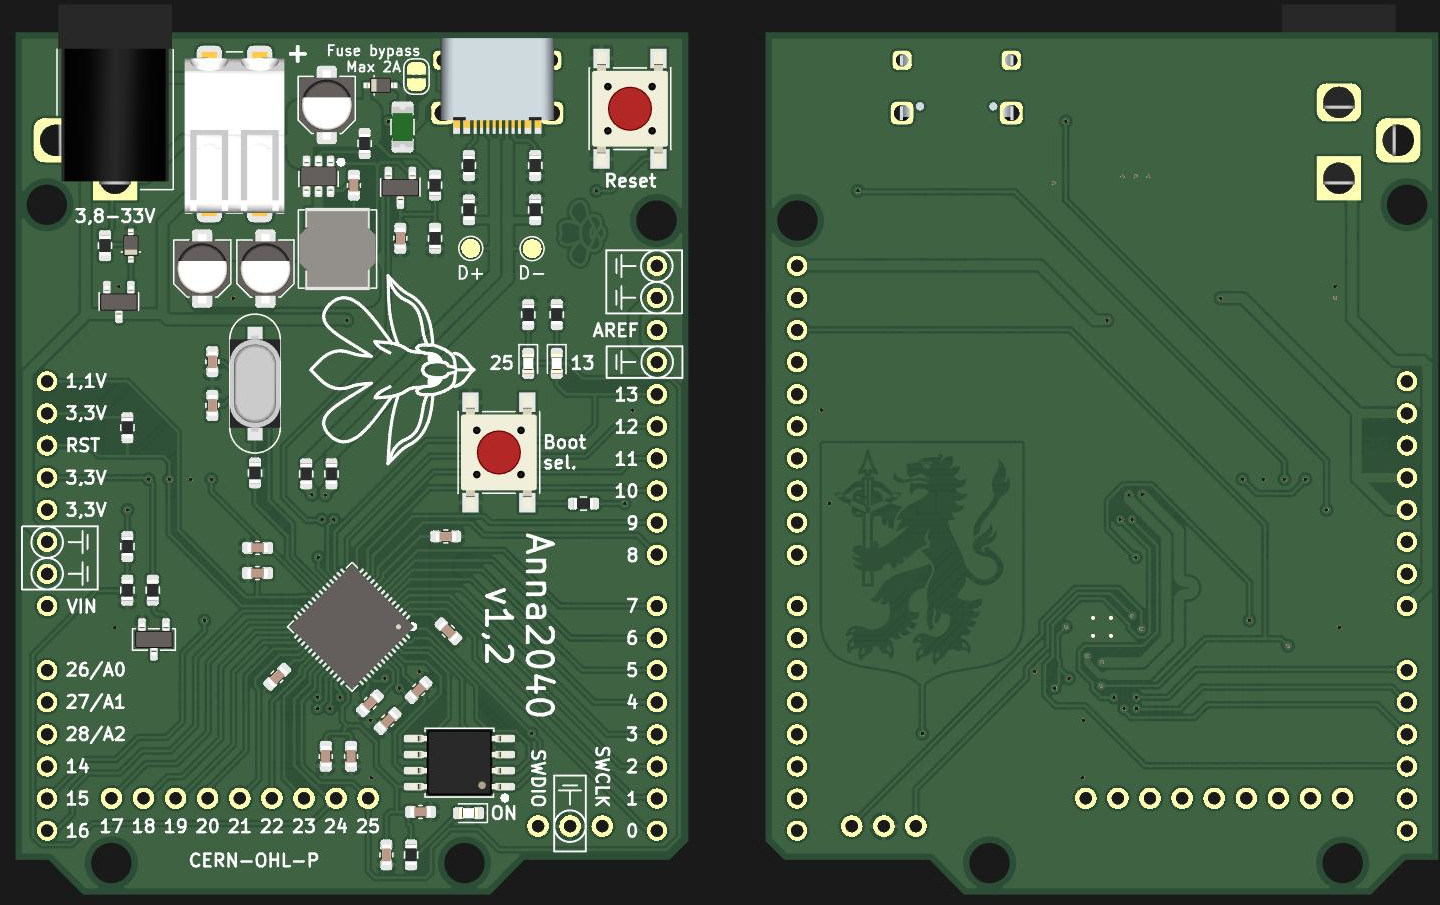 Fuse bypass
Max 2A
+
Reset
3,8-33V
D+
D-
AREF
25
13
1,1V
3,3V
RST
3,3V
3,3V
VIN
13
12
11
10
9
8
Boot
sel.
7
6
5
4
3
2
1
0
Anna2040
v1,2
26/A0
27/A1
28/A2
14
15
16
17 18 19 20 21 22 23 24 25
ON
SWDIO
SWCLK
CERN-OHL-P